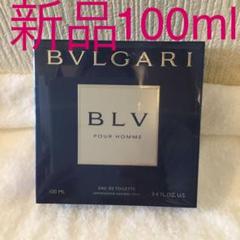 新品100ml
BVLGARI
BLV
POUR HOMME
EAU DE TOILETTE
100 ML
3.4 FL.OZ. U.S.